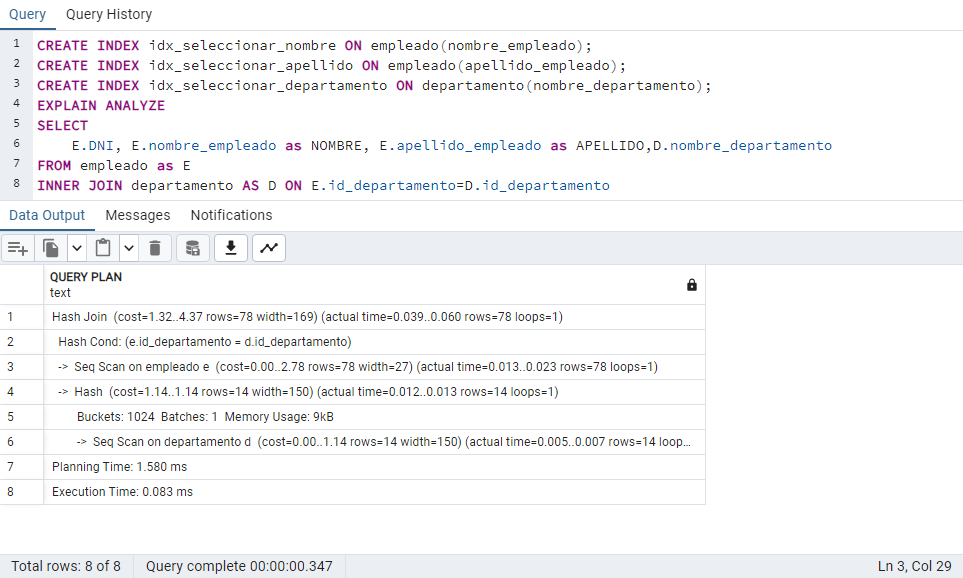 Query Query History
1 CREATE INDEX idx_seleccionar_nombre ON empleado(nombre_empleado);
2 CREATE INDEX idx_seleccionar_apellido ON empleado(apellido_empleado);
3 CREATE INDEX idx_seleccionar_departamento ON departamento(nombre_departamento);
4 EXPLAIN ANALYZE
5 SELECT
6 E.DNI, E.nombre_empleado as NOMBRE, E.apellido_empleado as APELLIDO,D.nombre_departamento
7 FROM empleado as E
8 INNER JOIN departamento AS D ON E.id_departamento=D.id_departamento
Data Output Messages Notifications
QUERY PLAN
text
1 Hash Join (cost=1.32..4.37 rows=78 width=169) (actual time=0.039..0.060 rows=78 loops=1)
2 Hash Cond: (e.id_departamento = d.id_departamento)
3 -> Seq Scan on empleado e (cost=0.00..2.78 rows=78 width=27) (actual time=0.013..0.023 rows=78 loops=1)
4 -> Hash (cost=1.14..1.14 rows=14 width=150) (actual time=0.012..0.013 rows=14 loops=1)
5 Buckets: 1024 Batches: 1 Memory Usage: 9kB
6 -> Seq Scan on departamento d (cost=0.00..1.14 rows=14 width=150) (actual time=0.005..0.007 rows=14 loop...
7 Planning Time: 1.580 ms
8 Execution Time: 0.083 ms
Total rows: 8 of 8 Query complete 00:00:00.347 Ln 3, Col 29